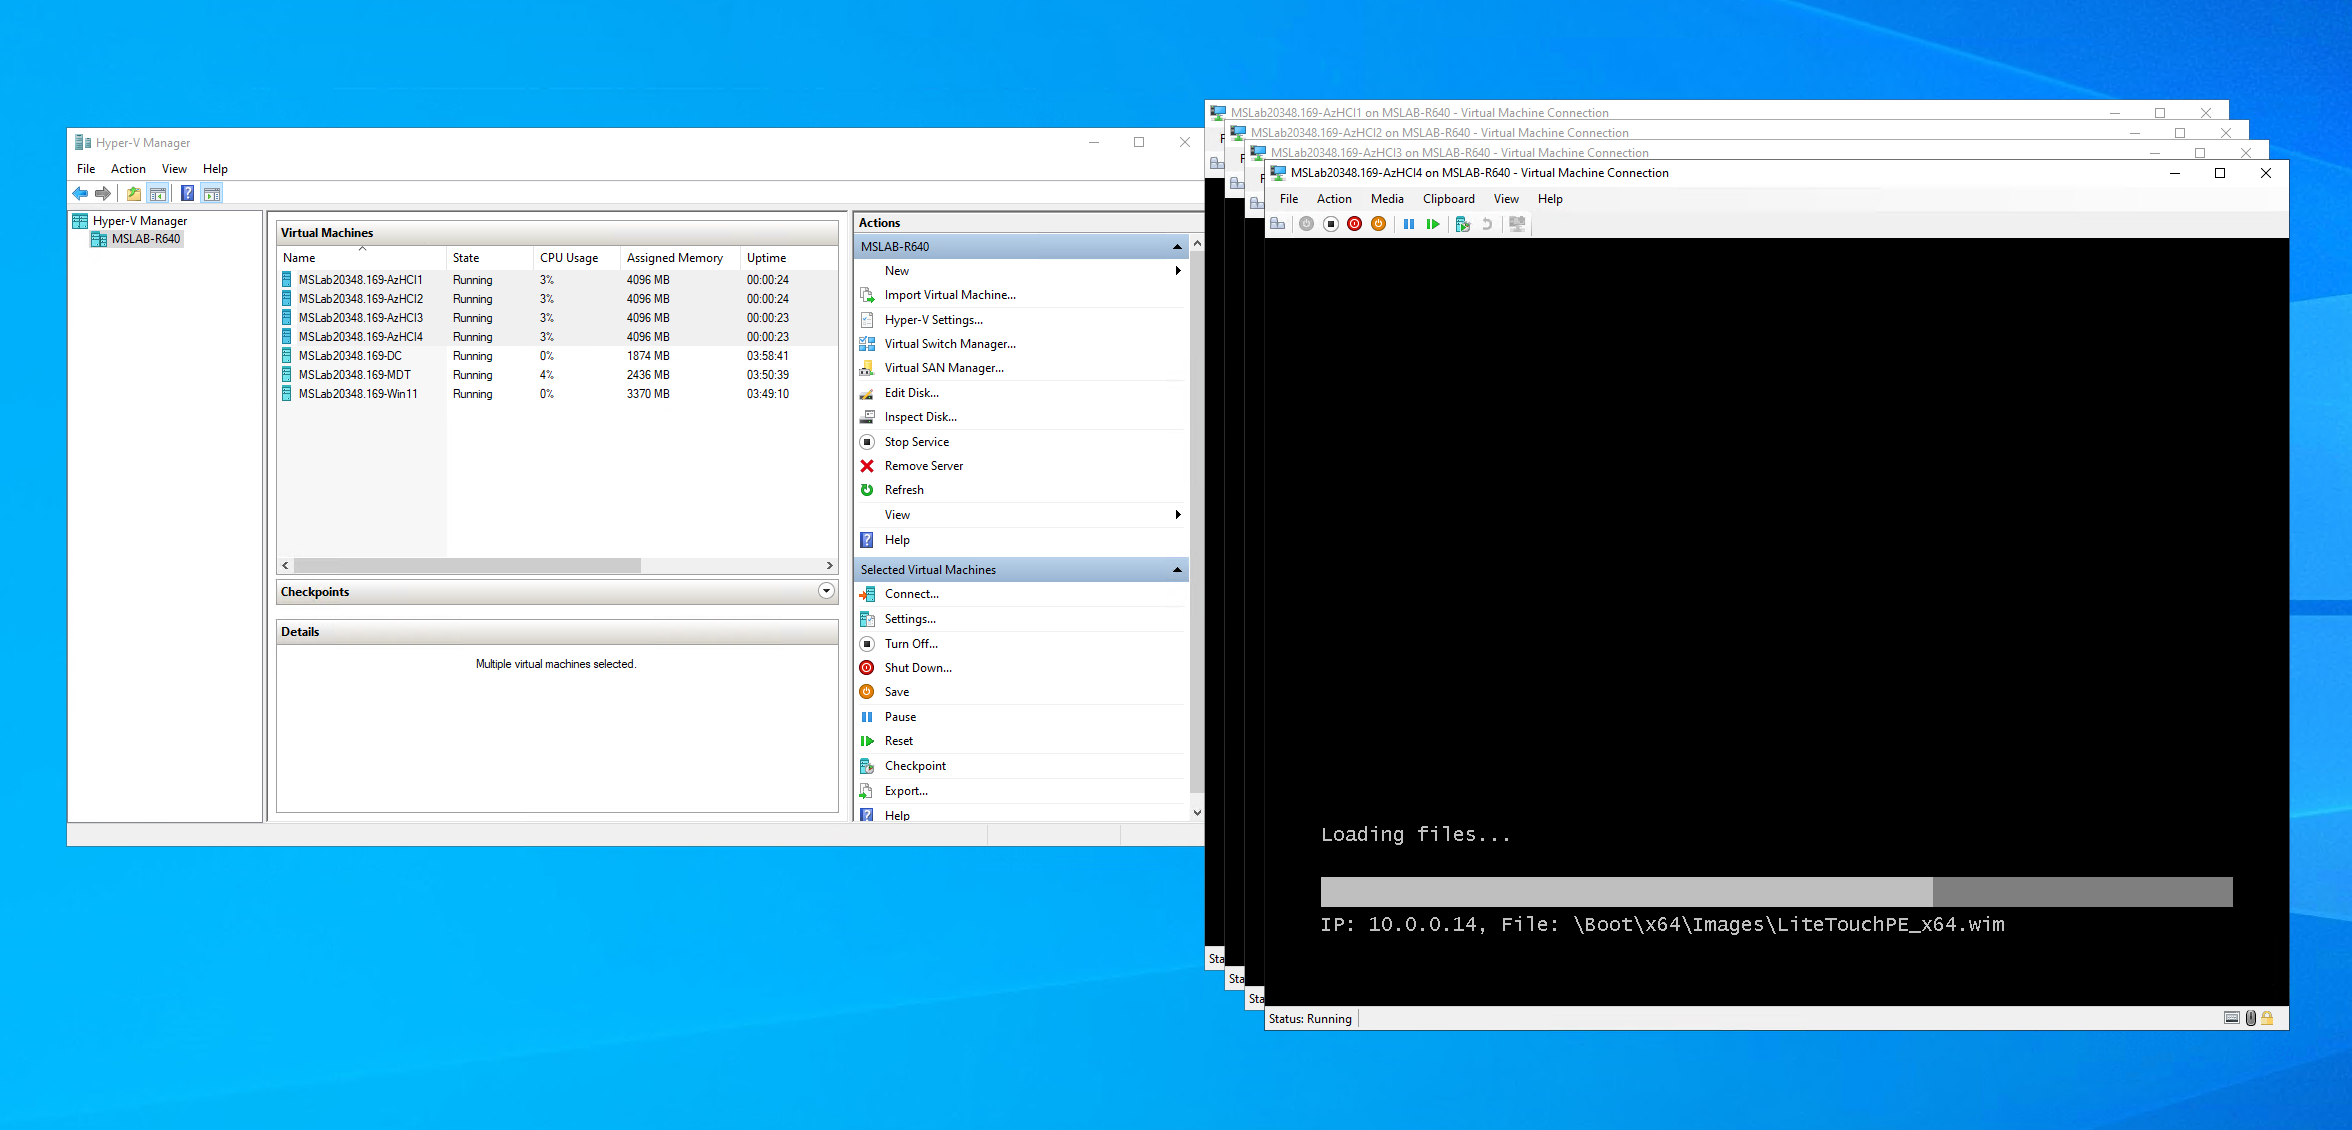 Hyper-V Manager
File Action View Help
Hyper-V Manager
MSLAB-R640
Virtual Machines
Name State CPU Usage Assigned Memory Uptime
MSLab20348.169-AzHCI1 Running 3% 4096 MB 00:00:24
MSLab20348.169-AzHCI2 Running 3% 4096 MB 00:00:24
MSLab20348.169-AzHCI3 Running 3% 4096 MB 00:00:23
MSLab20348.169-AzHCI4 Running 3% 4096 MB 00:00:23
MSLab20348.169-DC Running 0% 1874 MB 03:58:41
MSLab20348.169-MDT Running 4% 2436 MB 03:50:39
MSLab20348.169-Win11 Running 0% 3370 MB 03:49:10
Checkpoints
Details
Multiple virtual machines selected.
Actions
MSLAB-R640
New
Import Virtual Machine...
Hyper-V Settings...
Virtual Switch Manager...
Virtual SAN Manager...
Edit Disk...
Inspect Disk...
Stop Service
Remove Server
Refresh
View
Help
Selected Virtual Machines
Connect...
Settings...
Turn Off...
Shut Down...
Save
Pause
Reset
Checkpoint
Export...
Help
MSLab20348.169-AzHCI1 on MSLAB-R640 - Virtual Machine Connection
MSLab20348.169-AzHCI2 on MSLAB-R640 - Virtual Machine Connection
MSLab20348.169-AzHCI3 on MSLAB-R640 - Virtual Machine Connection
MSLab20348.169-AzHCI4 on MSLAB-R640 - Virtual Machine Connection
File Action Media Clipboard View Help
Loading files...
IP: 10.0.0.14, File: \Boot\x64\Images\LiteTouchPE_x64.wim
Sta
Sta
Sta
Status: Running